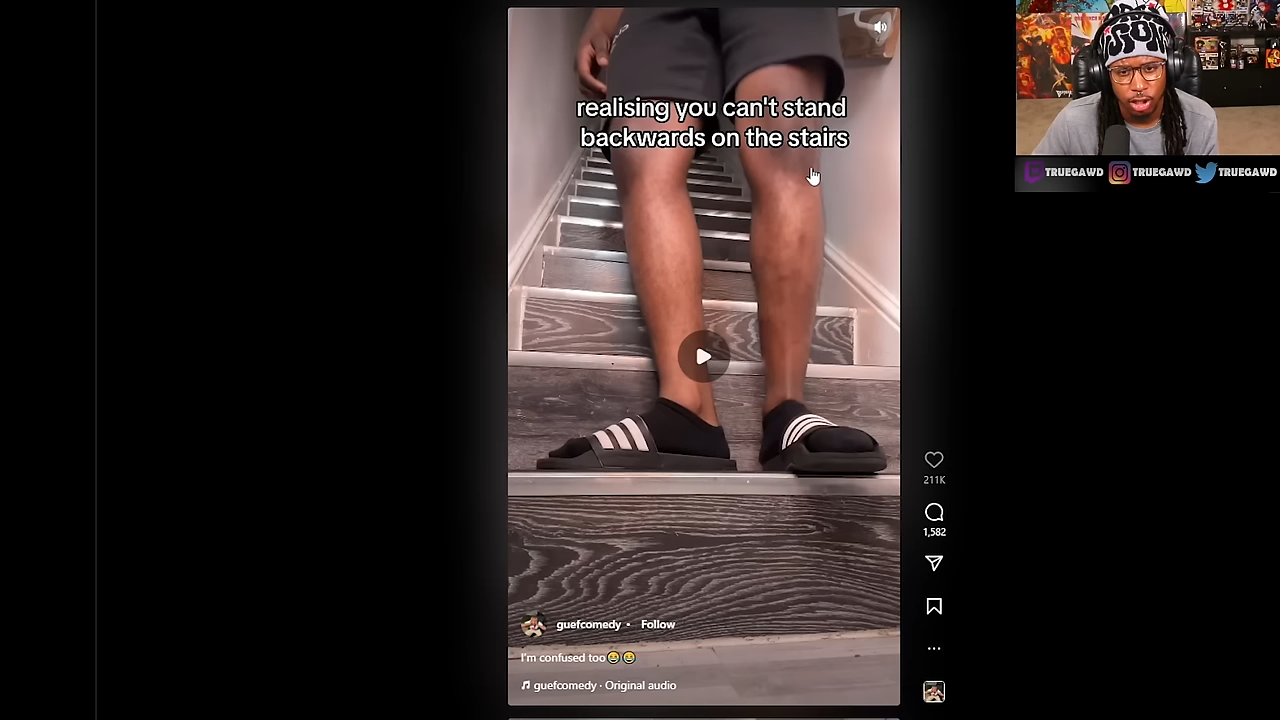 realising you can't stand
backwards on the stairs
TRUEGAWD TRUEGAWD TRUEGAWD
211K
1,582
guefcomedy • Follow
I'm confused too😂😂
guefcomedy · Original audio